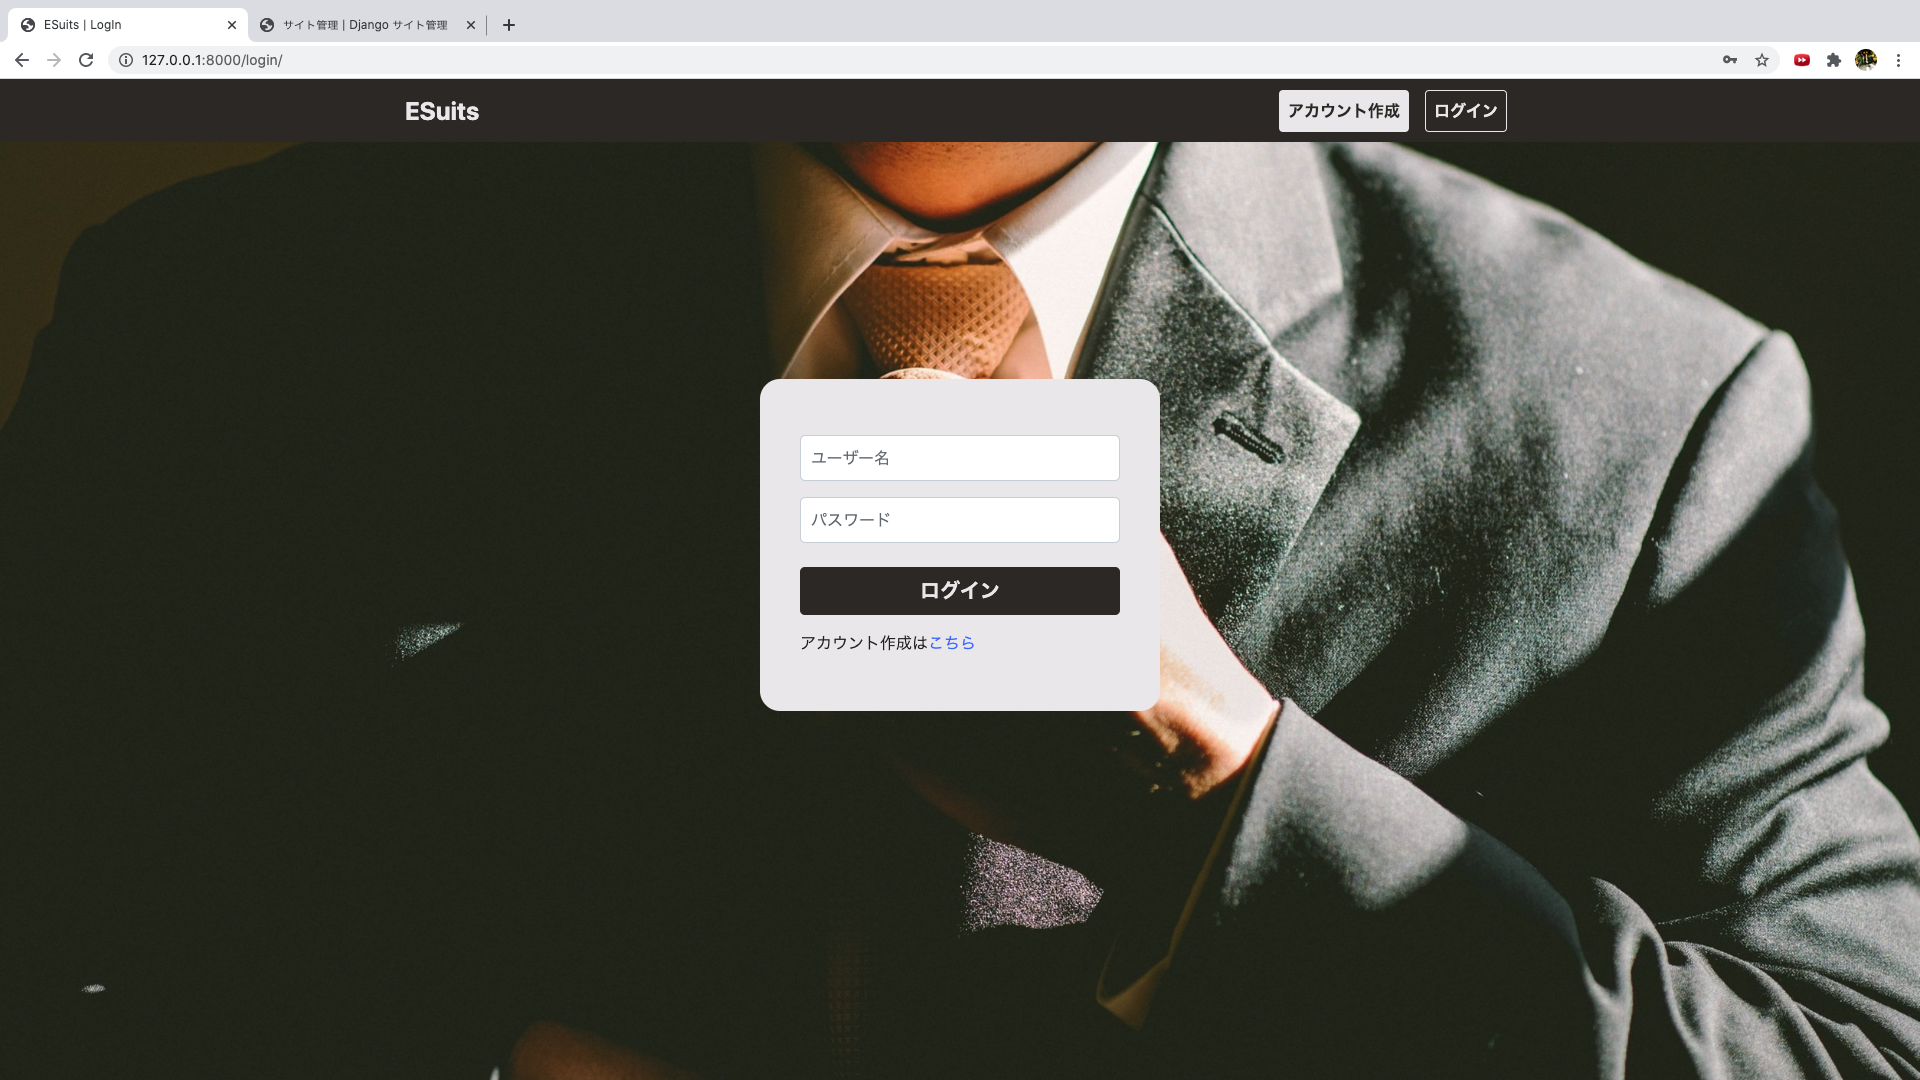 ESuits | LogIn
サイト管理 | Django サイト管理
127.0.0.1:8000/login/
ESuits
アカウント作成
ログイン
ユーザー名
パスワード
ログイン
アカウント作成はこちら